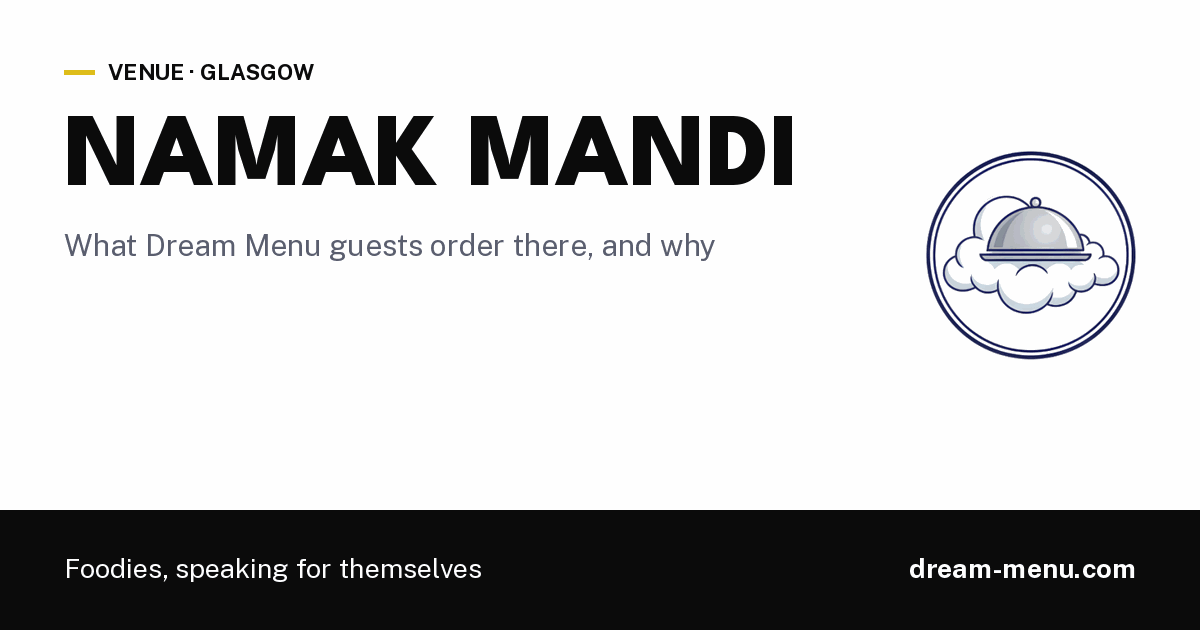 VENUE · GLASGOW
NAMAK MANDI
What Dream Menu guests order there, and why
Foodies, speaking for themselves
dream-menu.com